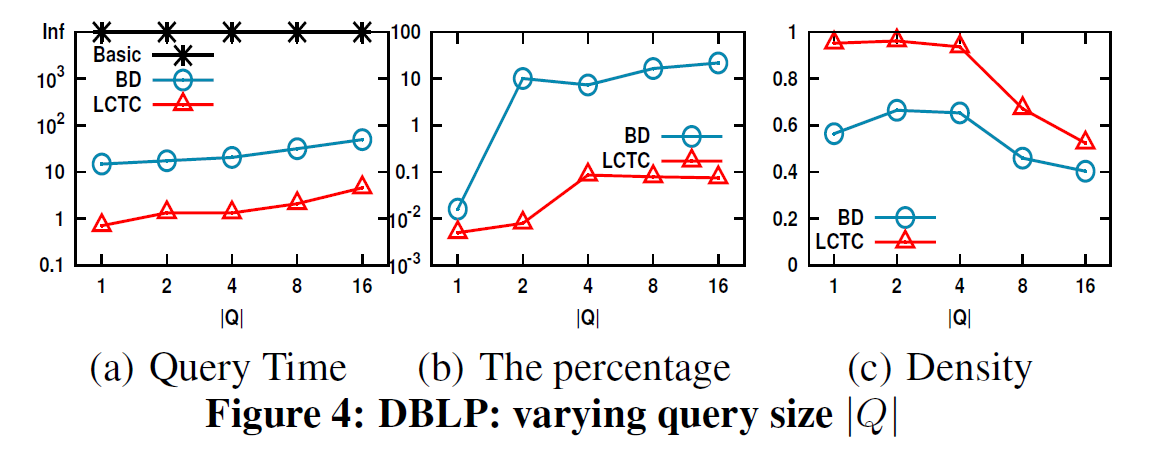 Inf
10^3
10^2
10
1
0.1
Basic
BD
LCTC
1 2 4 8 16
|Q|
100
10
1
0.1
10^-2
10^-3
BD
LCTC
1 2 4 8 16
|Q|
1
0.8
0.6
0.4
0.2
0
BD
LCTC
1 2 4 8 16
|Q|
(a) Query Time (b) The percentage (c) Density
Figure 4: DBLP: varying query size |Q|